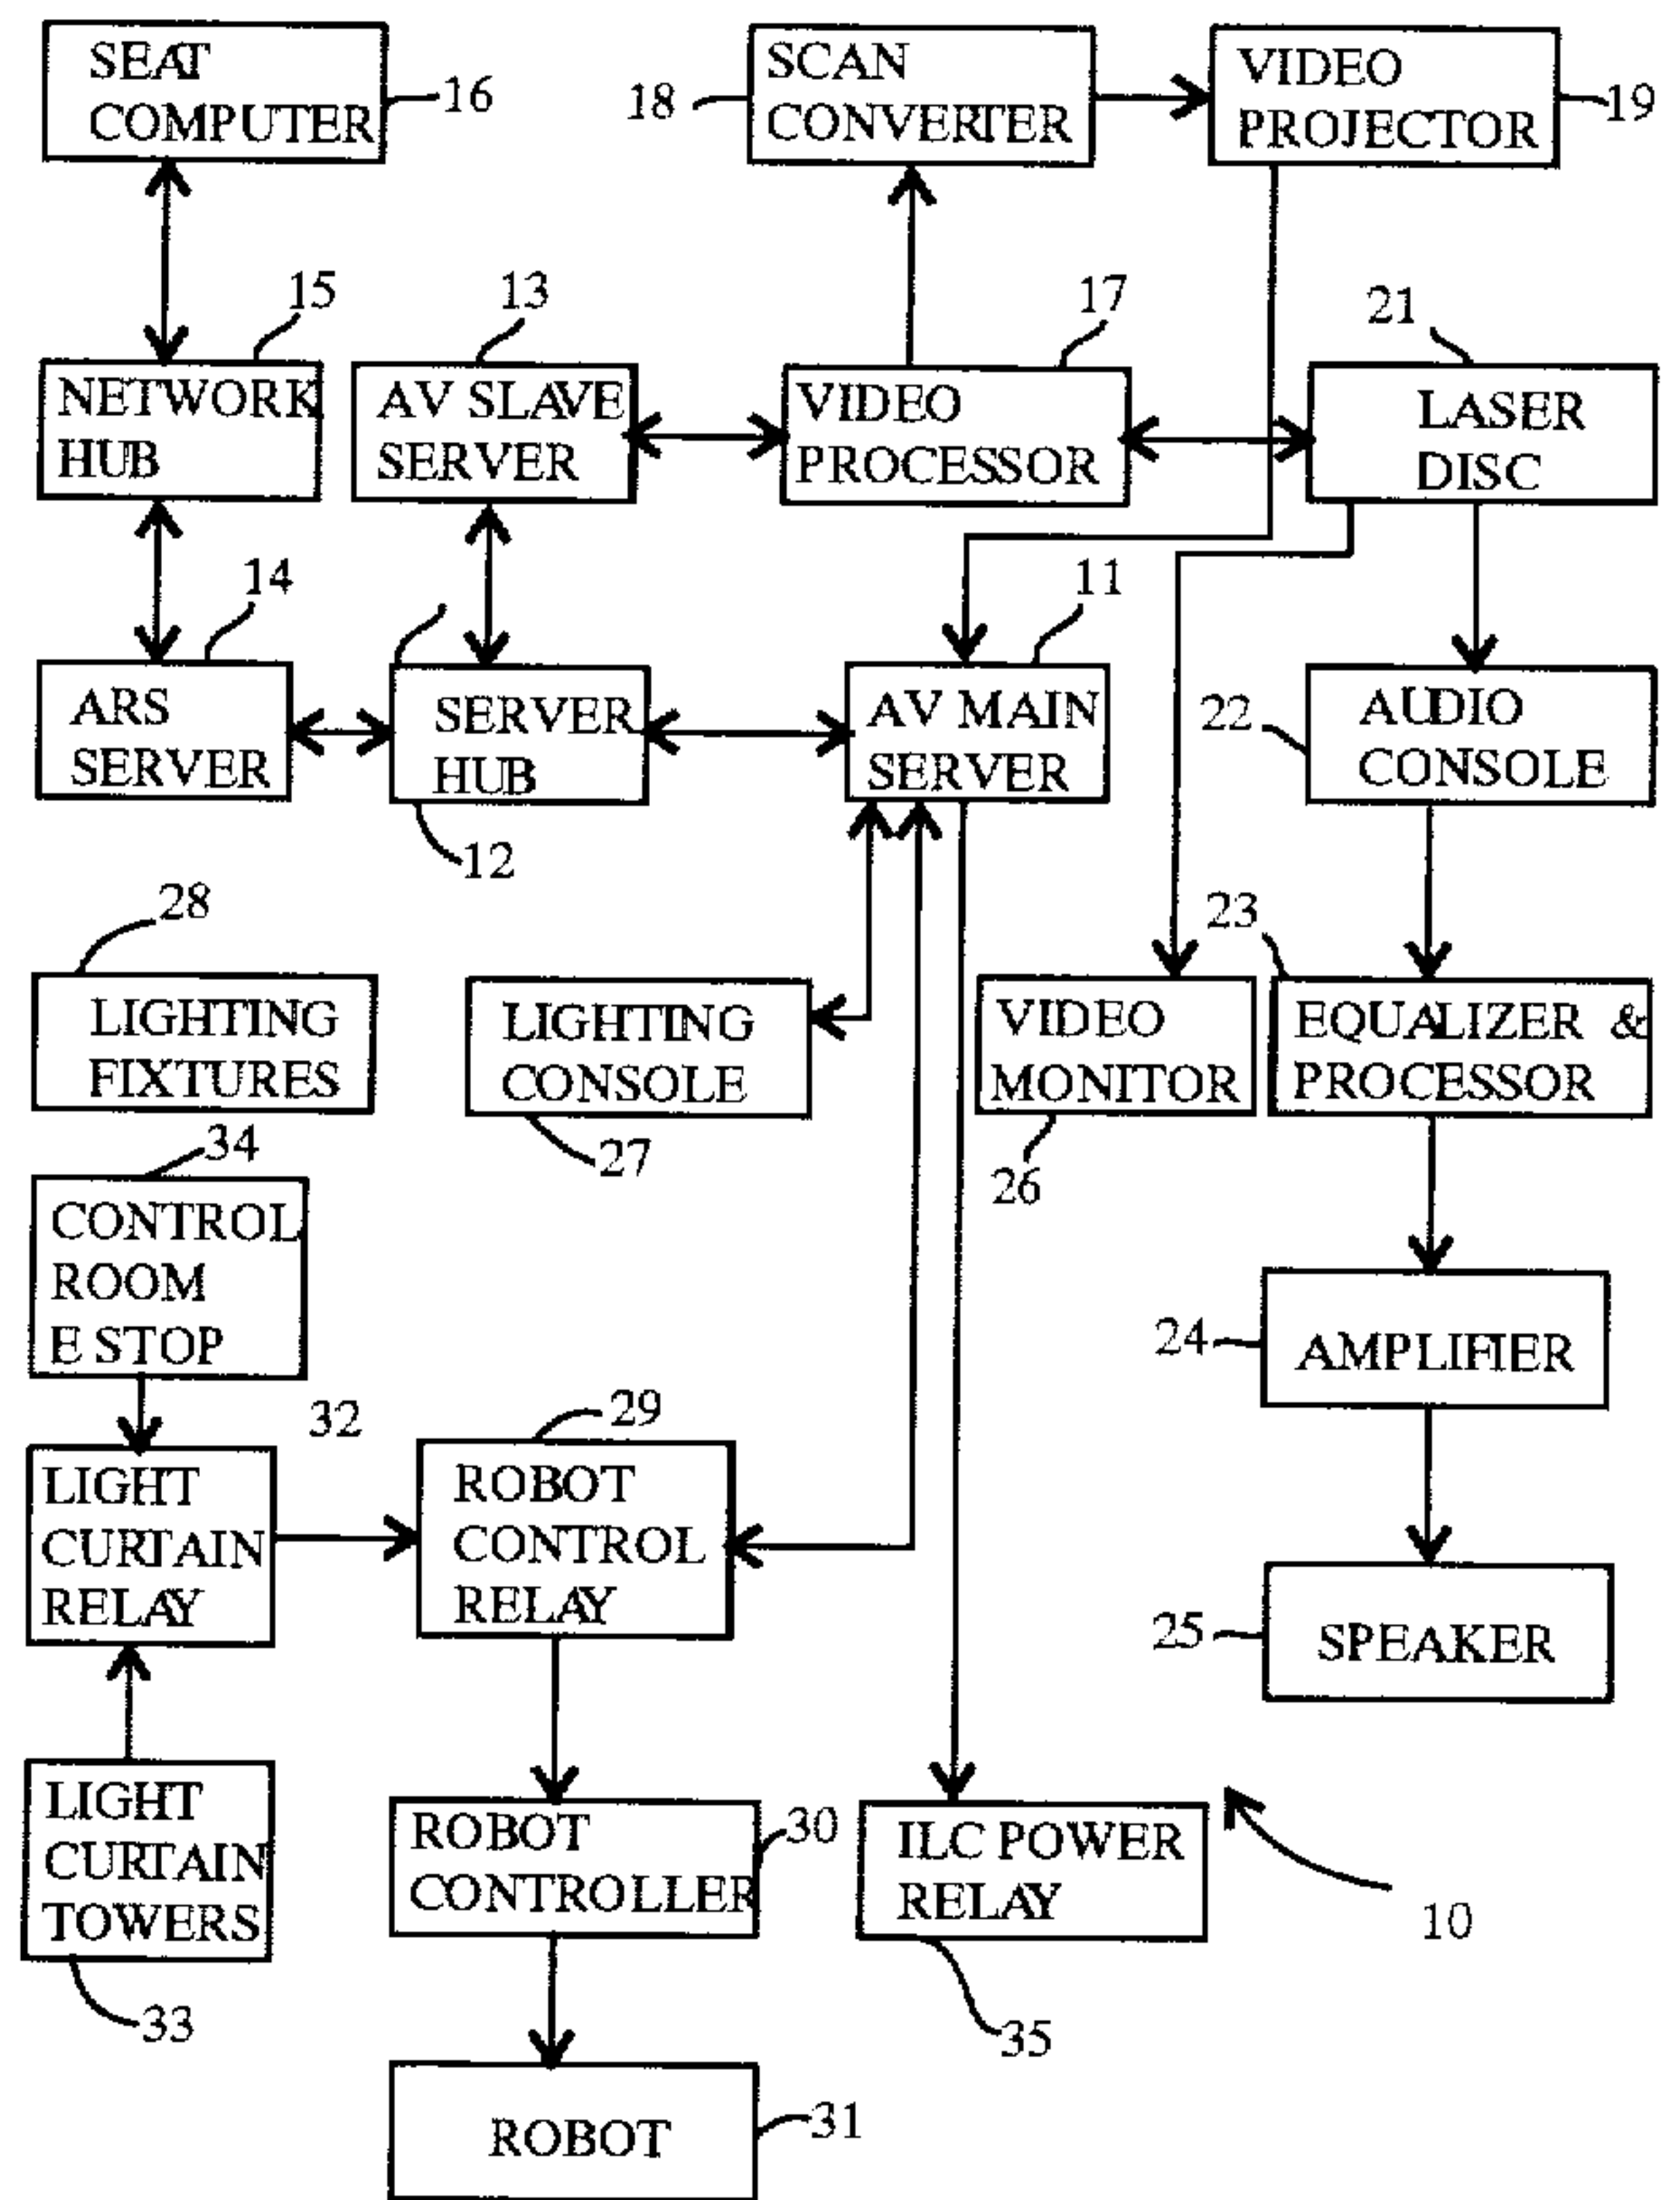 SEAT
COMPUTER
16
18
SCAN
CONVERTER
VIDEO
PROJECTOR
19
15
13
17
21
NETWORK
HUB
AV SLAVE
SERVER
VIDEO
PROCESSOR
LASER
DISC
14
11
ARS
SERVER
SERVER
HUB
12
AV MAIN
SERVER
22
AUDIO
CONSOLE
28
23
LIGHTING
FIXTURES
LIGHTING
CONSOLE
27
VIDEO
MONITOR
26
EQUALIZER &
PROCESSOR
34
CONTROL
ROOM
E STOP
24
AMPLIFIER
32
29
LIGHT
CURTAIN
RELAY
ROBOT
CONTROL
RELAY
25
SPEAKER
LIGHT
CURTAIN
TOWERS
33
ROBOT
CONTROLLER
30
ILC POWER
RELAY
35
10
ROBOT
31